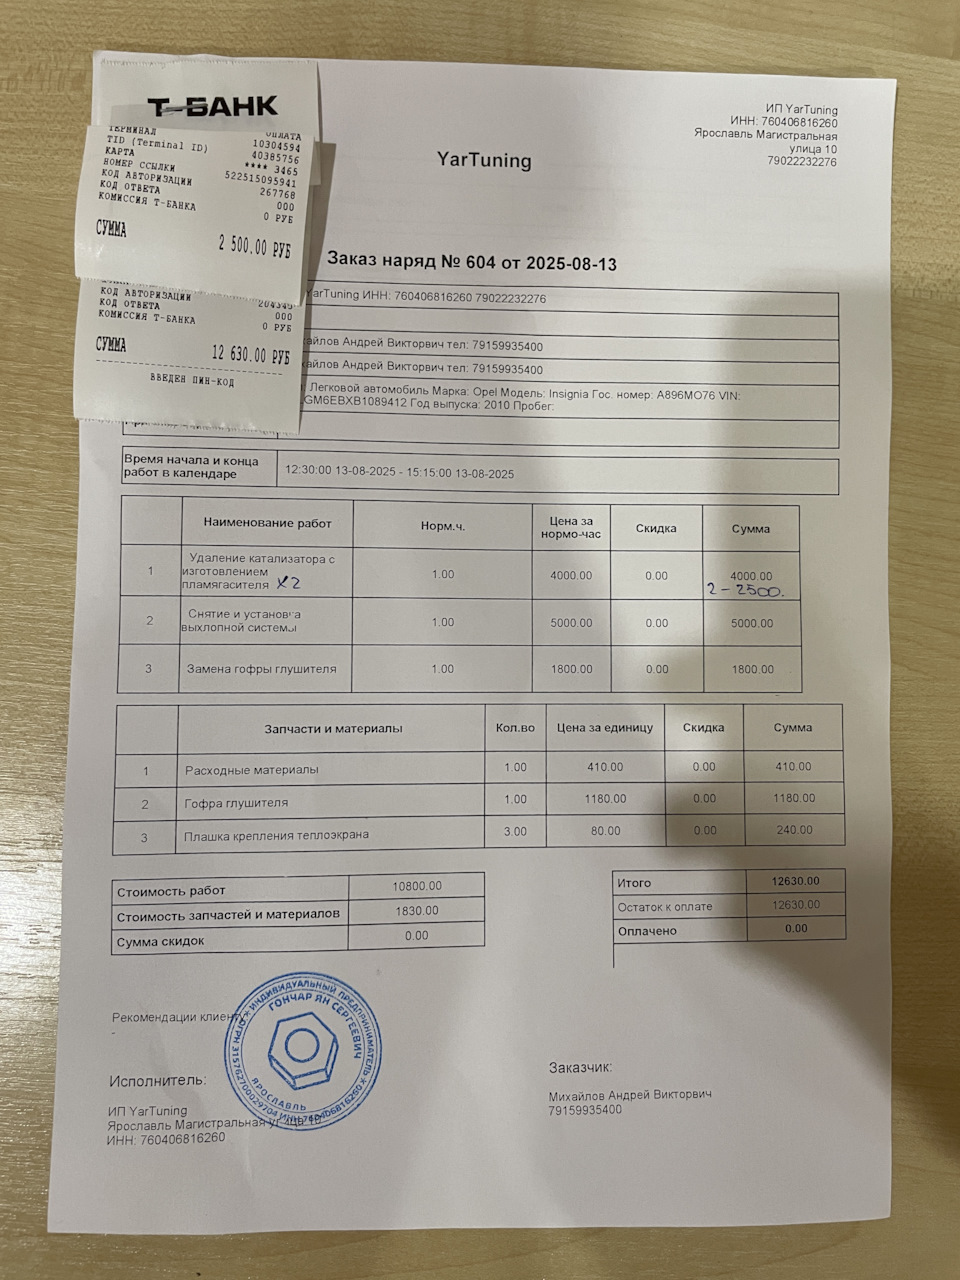 Т-БАНК
ТЕРМИНАЛ ОПЛАТА
TID (Terminal ID) 10304594
КАРТА 40385756
НОМЕР ССЫЛКИ **** 3465
КОД АВТОРИЗАЦИИ 522515095941
КОД ОТВЕТА 267768
КОМИССИЯ Т-БАНКА 000
0 РУБ
СУММА 2 500.00 РУБ
КОД АВТОРИЗАЦИИ
КОД ОТВЕТА 000
КОМИССИЯ Т-БАНКА 0 РУБ
СУММА 12 630.00 РУБ
ВВЕДЕН ПИН-КОД
ИП YarTuning
ИНН: 760406816260
Ярославль Магистральная
улица 10
79022232276
YarTuning
Заказ наряд № 604 от 2025-08-13
YarTuning ИНН: 760406816260 79022232276
хайлов Андрей Викторвич тел: 79159935400
хайлов Андрей Викторвич тел: 79159935400
Легковой автомобиль Марка: Opel Модель: Insignia Гос. номер: A896MO76 VIN:
GM6EBXB1089412 Год выпуска: 2010 Пробег:
Время начала и конца работ в календаре 12:30:00 13-08-2025 - 15:15:00 13-08-2025
Наименование работ Норм.ч. Цена за нормо-час Скидка Сумма
1 Удаление катализатора с изготовлением пламягасителя х2 1.00 4000.00 0.00 4000.00
2 - 2500.
2 Снятие и установка выхлопной системы 1.00 5000.00 0.00 5000.00
3 Замена гофры глушителя 1.00 1800.00 0.00 1800.00
Запчасти и материалы Кол.во Цена за единицу Скидка Сумма
1 Расходные материалы 1.00 410.00 0.00 410.00
2 Гофра глушителя 1.00 1180.00 0.00 1180.00
3 Плашка крепления теплоэкрана 3.00 80.00 0.00 240.00
Стоимость работ 10800.00
Стоимость запчастей и материалов 1830.00
Сумма скидок 0.00
Итого 12630.00
Остаток к оплате 12630.00
Оплачено 0.00
Рекомендации клиенту
-
ИНДИВИДУАЛЬНЫЙ ПРЕДПРИНИМАТЕЛЬ
ГОНЧАР ЯН СЕРГЕЕВИЧ
ЯРОСЛАВЛЬ
ОГРН 315762700029704 ИНН 760406816260
Исполнитель:
ИП YarTuning
Ярославль Магистральная улица 10
ИНН: 760406816260
Заказчик:
Михайлов Андрей Викторвич
79159935400